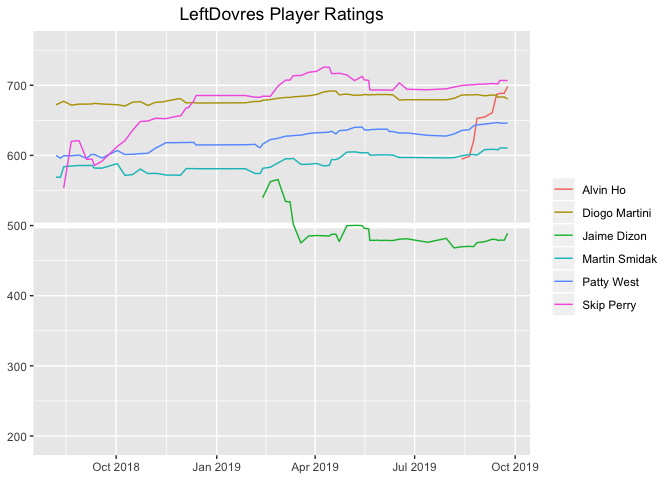 LeftDovres Player Ratings
700
600
500
400
300
200
Oct 2018
Jan 2019
Apr 2019
Jul 2019
Oct 2019
Alvin Ho
Diogo Martini
Jaime Dizon
Martin Smidak
Patty West
Skip Perry